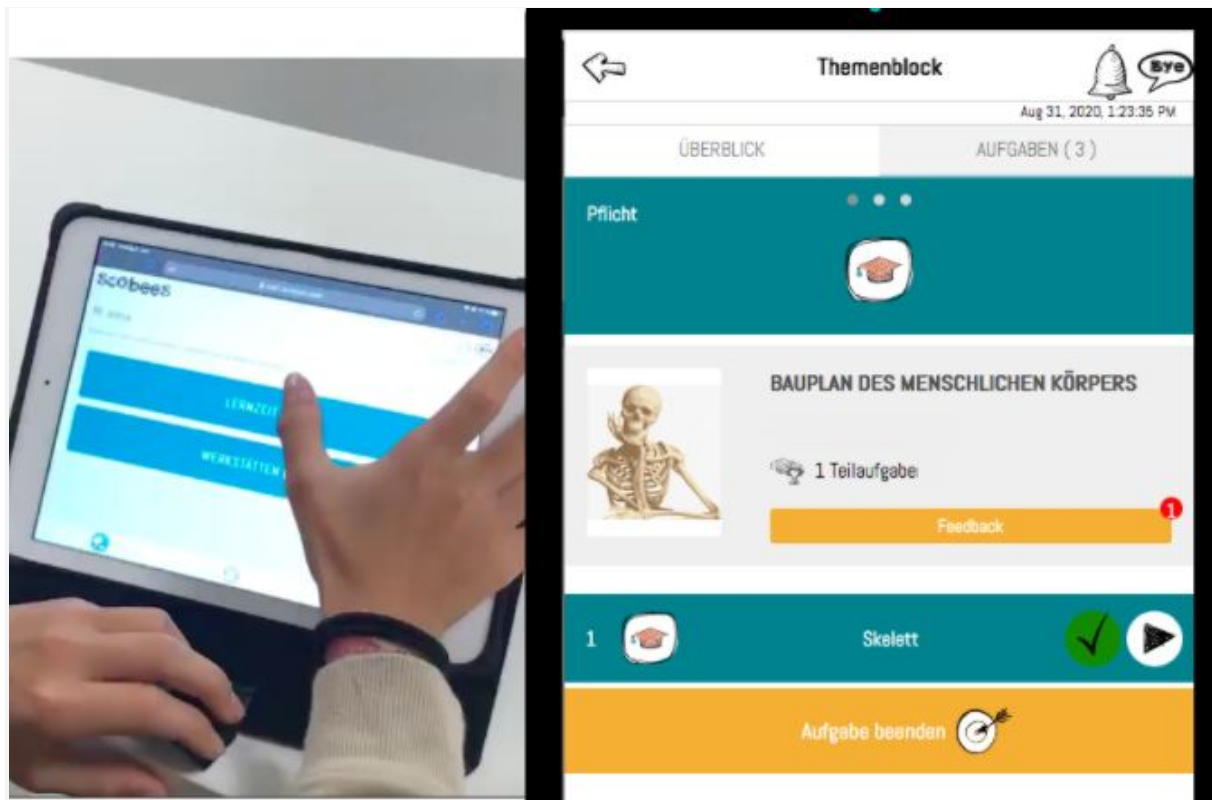 scobees
LERNZEIT
WERKSTÄTTEN
Themenblock
Bye
Aug 31, 2020, 1:23:35 PM
ÜBERBLICK
AUFGABEN ( 3 )
Pflicht
BAUPLAN DES MENSCHLICHEN KÖRPERS
1 Teilaufgabe
Feedback
1
1
Skelett
Aufgabe beenden